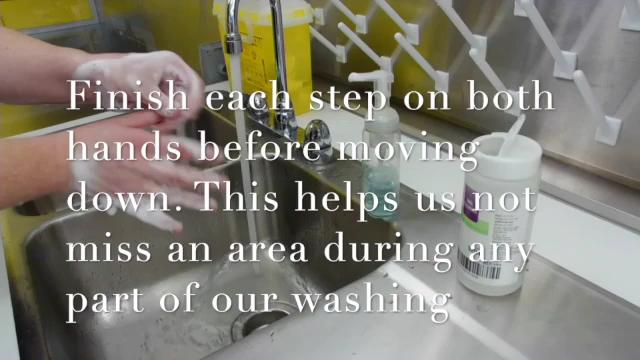 Finish each step on both
hands before moving
down. This helps us not
miss an area during any
part of our washing